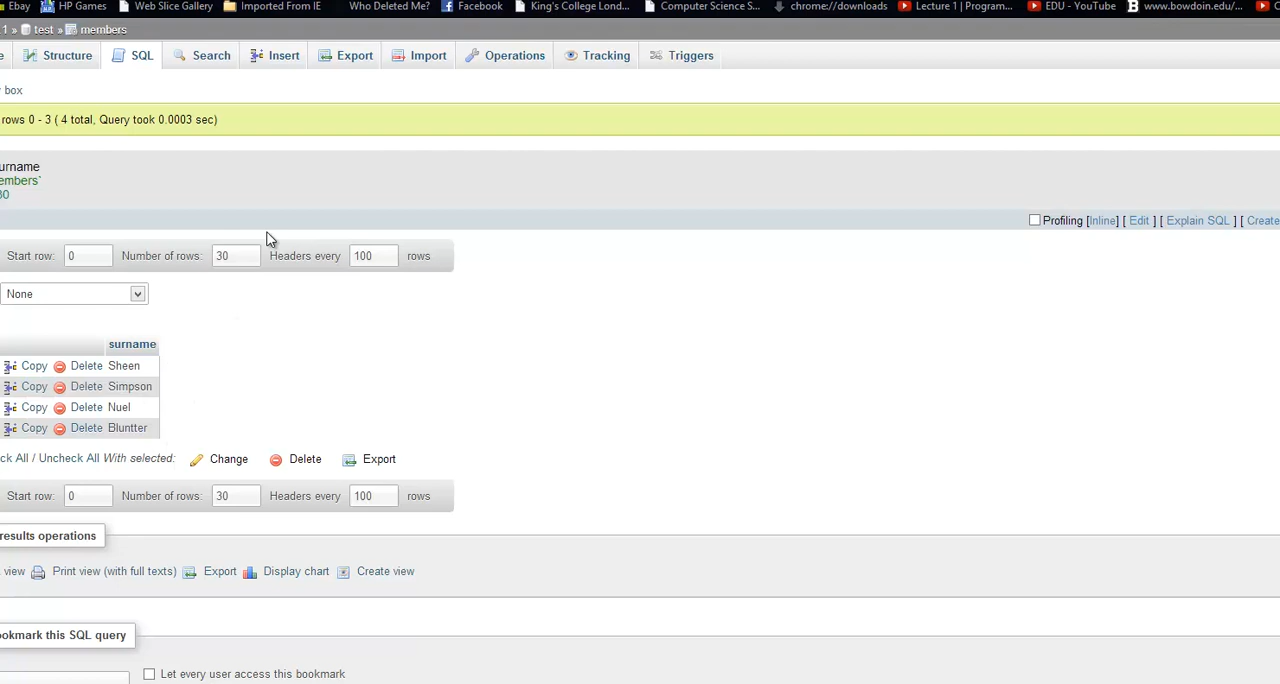 Ebay HP Games Web Slice Gallery Imported From IE Who Deleted Me? Facebook King's College Lond... Computer Science S... chrome://downloads Lecture 1 | Program... EDU - YouTube B www.bowdoin.edu/...
1 » test » members
e Structure SQL Search Insert Export Import Operations Tracking Triggers
box
rows 0 - 3 ( 4 total, Query took 0.0003 sec)
urname
embers`
30
Profiling [Inline] [ Edit ] [ Explain SQL ] [ Create
Start row: 0 Number of rows: 30 Headers every 100 rows
None
surname
Copy Delete Sheen
Copy Delete Simpson
Copy Delete Nuel
Copy Delete Bluntter
ck All / Uncheck All With selected: Change Delete Export
Start row: 0 Number of rows: 30 Headers every 100 rows
results operations
view Print view (with full texts) Export Display chart Create view
ookmark this SQL query
Let every user access this bookmark